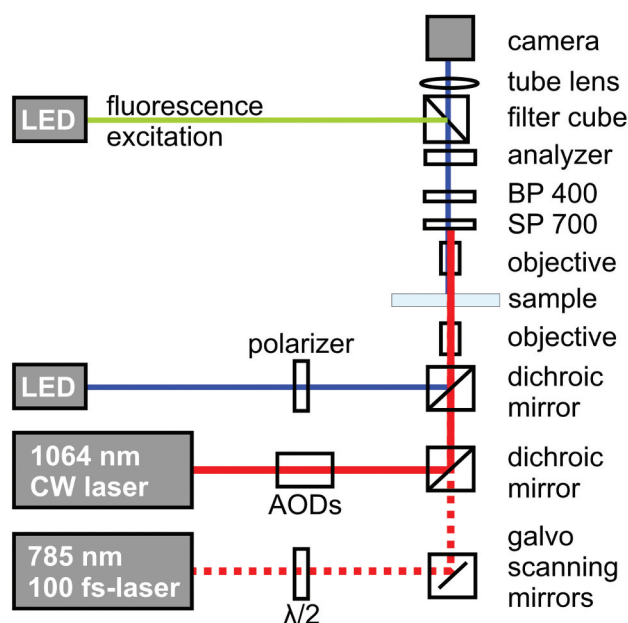 camera
tube lens
LED
fluorescence
excitation
filter cube
analyzer
BP 400
SP 700
objective
sample
objective
polarizer
LED
dichroic
mirror
1064 nm
CW laser
AODs
dichroic
mirror
785 nm
100 fs-laser
λ/2
galvo
scanning
mirrors